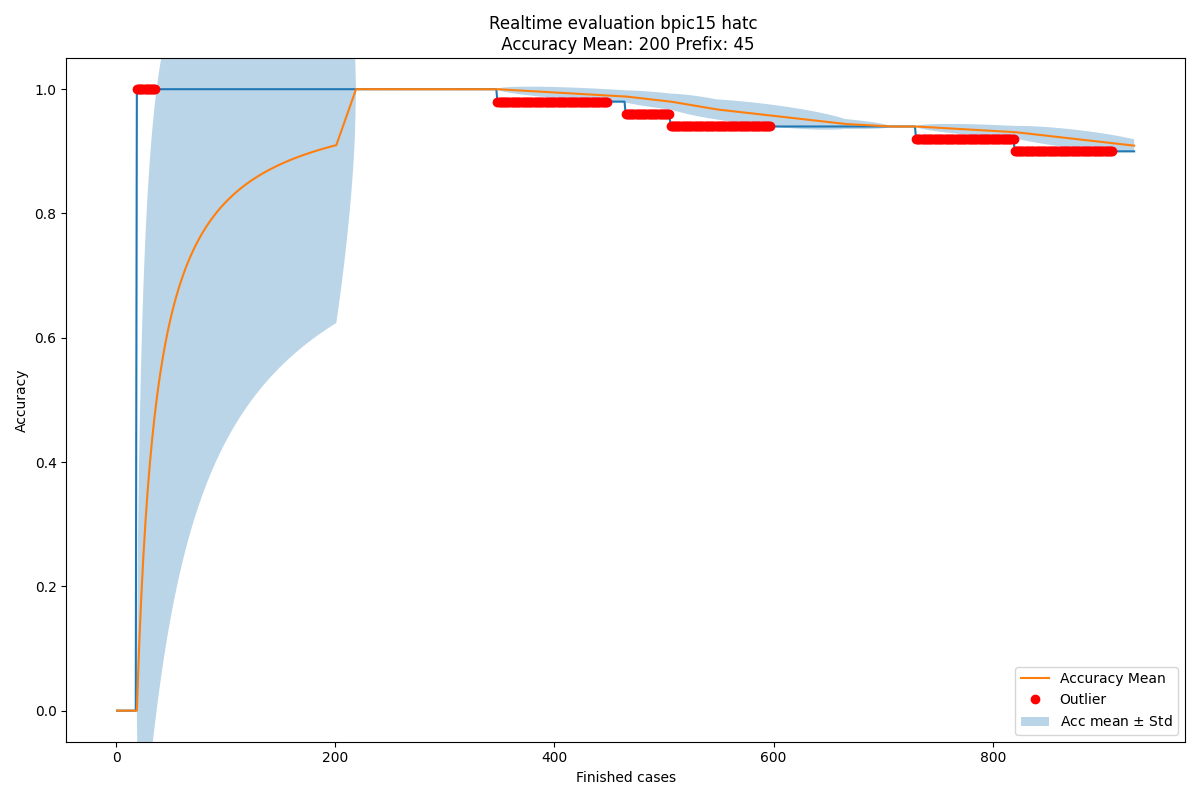 Realtime evaluation bpic15 hatc
Accuracy Mean: 200 Prefix: 45
1.0
0.8
0.6
0.4
0.2
0.0
Accuracy
0
200
400
600
800
Finished cases
Accuracy Mean
Outlier
Acc mean ± Std